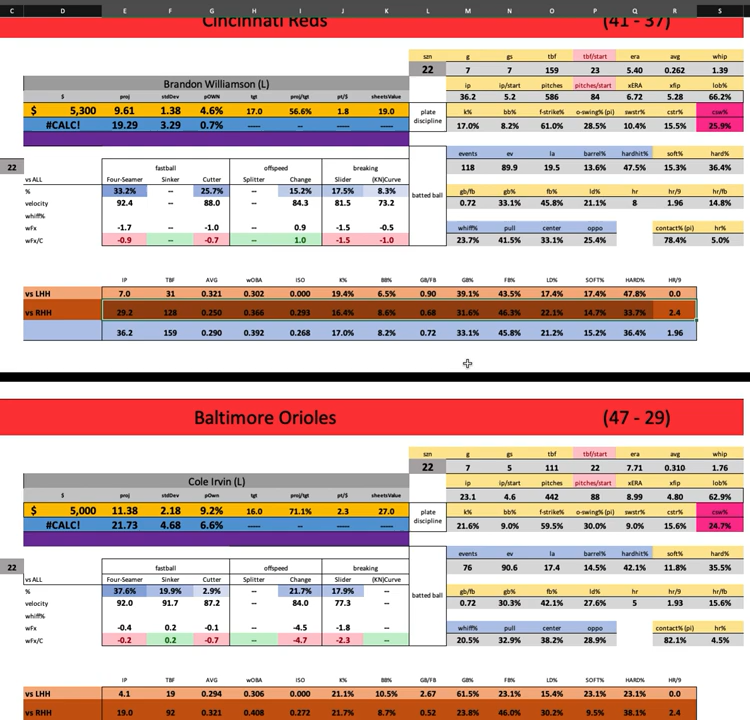 C D E F G H I J K L M N O P Q R S
Cincinnati Reds (41 - 37)
szn g gs tbf tbf/start era avg whip
22 7 7 159 23 5.40 0.262 1.39
Brandon Williamson (L) ip ip/start pitches pitches/start xERA xfip lob%
36.2 5.2 586 84 6.72 5.28 66.2%
$ proj stdDev pOWN tgt proj/tgt pt/$ sheetsValue
$ 5,300 9.61 1.38 4.6% 17.0 56.6% 1.8 19.0
plate discipline k% bb% f-strike% o-swing% (pi) swstr% cstr% csw%
#CALC! 19.29 3.29 0.7% ---- -- ---- ----
17.0% 8.2% 61.0% 28.5% 10.4% 15.5% 25.9%
events ev la barrel% hardhit% soft% hard%
22 fastball offspeed breaking 118 89.9 19.5 13.6% 47.5% 15.3% 36.4%
vs ALL Four-Seamer Sinker Cutter Splitter Change Slider (KN)Curve
% 33.2% -- 25.7% -- 15.2% 17.5% 8.3%
batted ball gb/fb gb% fb% ld% hr hr/9 hr/fb
velocity 92.4 -- 88.0 -- 84.3 81.5 73.2
0.72 33.1% 45.8% 21.1% 8 1.96 14.8%
whiff%
wFx -1.7 -- -1.0 0.9 -1.5 -0.5
whiff% pull center oppo contact% (pi) hr%
wFx/C -0.9 -- -0.7 1.0 -1.5 -1.0
23.7% 41.5% 33.1% 25.4% 78.4% 5.0%
IP TBF AVG wOBA ISO K% BB% GB/FB GB% FB% LD% SOFT% HARD% HR/9
vs LHH 7.0 31 0.321 0.302 0.000 19.4% 6.5% 0.90 39.1% 43.5% 17.4% 17.4% 47.8% 0.0
vs RHH 29.2 128 0.250 0.366 0.293 16.4% 8.6% 0.68 31.6% 46.3% 22.1% 14.7% 33.7% 2.4
36.2 159 0.290 0.392 0.268 17.0% 8.2% 0.72 33.1% 45.8% 21.2% 15.2% 36.4% 1.96
Baltimore Orioles (47 - 29)
szn g gs tbf tbf/start era avg whip
22 7 5 111 22 7.71 0.310 1.76
Cole Irvin (L) ip ip/start pitches pitches/start xERA xfip lob%
23.1 4.6 442 88 8.99 4.80 62.9%
$ proj stdDev pOwn tgt proj/tgt pt/$ sheetsValue
$ 5,000 11.38 2.18 9.2% 16.0 71.1% 2.3 27.0
plate discipline k% bb% f-strike% o-swing% (pi) swstr% cstr% csw%
#CALC! 21.73 4.68 6.6% ---- -- ---- ----
21.6% 9.0% 59.5% 30.0% 9.0% 15.6% 24.7%
events ev la barrel% hardhit% soft% hard%
22 fastball offspeed breaking 76 90.6 17.4 14.5% 42.1% 11.8% 35.5%
vs ALL Four-Seamer Sinker Cutter Splitter Change Slider (KN)Curve
% 37.6% 19.9% 2.9% -- 21.7% 17.9% --
batted ball gb/fb gb% fb% ld% hr hr/9 hr/fb
velocity 92.0 91.7 87.2 -- 84.0 77.3 --
0.72 30.3% 42.1% 27.6% 5 1.93 15.6%
whiff%
wFx -0.4 0.2 -0.1 -- -4.5 -1.8 --
whiff% pull center oppo contact% (pi) hr%
wFx/C -0.2 0.2 -0.7 -- -4.7 -2.3 --
20.5% 32.9% 38.2% 28.9% 82.1% 4.5%
IP TBF AVG wOBA ISO K% BB% GB/FB GB% FB% LD% SOFT% HARD% HR/9
vs LHH 4.1 19 0.294 0.306 0.000 21.1% 10.5% 2.67 61.5% 23.1% 15.4% 23.1% 23.1% 0.0
vs RHH 19.0 92 0.321 0.408 0.272 21.7% 8.7% 0.52 23.8% 46.0% 30.2% 9.5% 38.1% 2.4